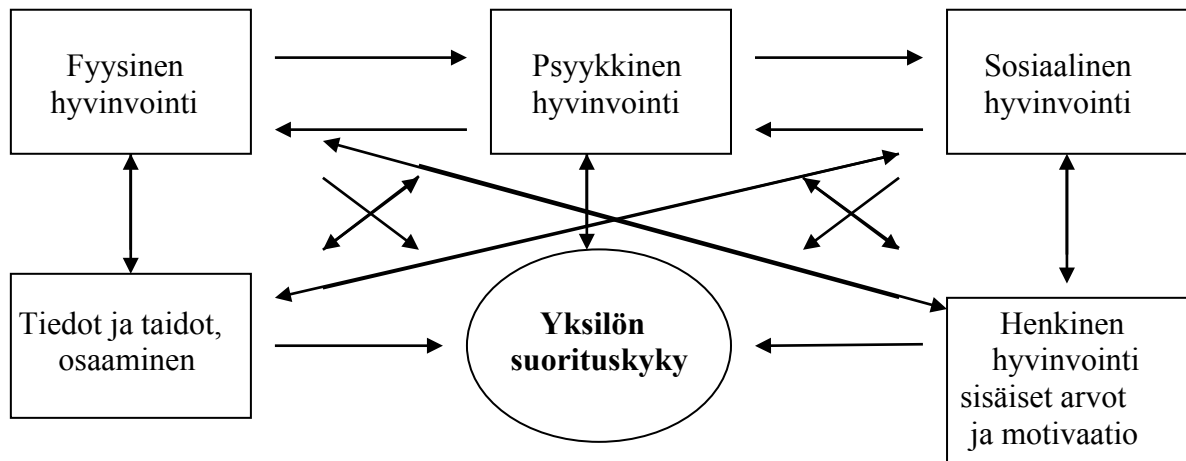 Fyysinen
hyvinvointi
Psyykkinen
hyvinvointi
Sosiaalinen
hyvinvointi
Tiedot ja taidot,
osaaminen
Yksilön
suorituskyky
Henkinen
hyvinvointi
sisäiset arvot
ja motivaatio